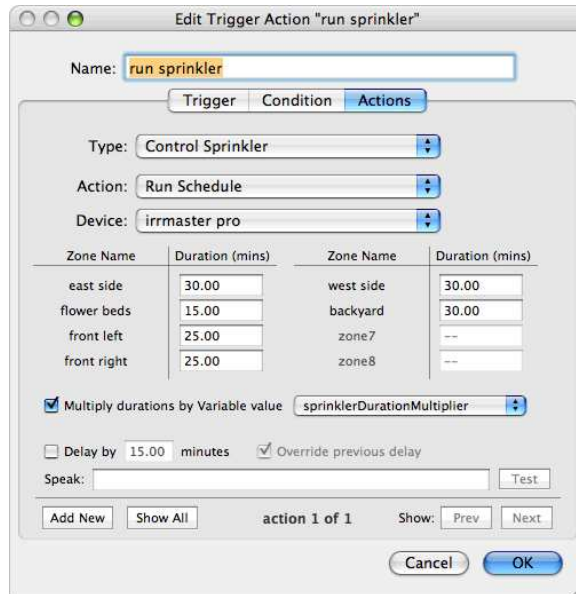 Edit Trigger Action "run sprinkler"
Name: run sprinkler
Trigger Condition Actions
Type: Control Sprinkler
Action: Run Schedule
Device: irrmaster pro
Zone Name Duration (mins) Zone Name Duration (mins)
east side 30.00 west side 30.00
flower beds 15.00 backyard 30.00
front left 25.00 zone7 --
front right 25.00 zone8 --
Multiply durations by Variable value sprinklerDurationMultiplier
Delay by 15.00 minutes Override previous delay
Speak: Test
Add New Show All action 1 of 1 Show: Prev Next
Cancel OK